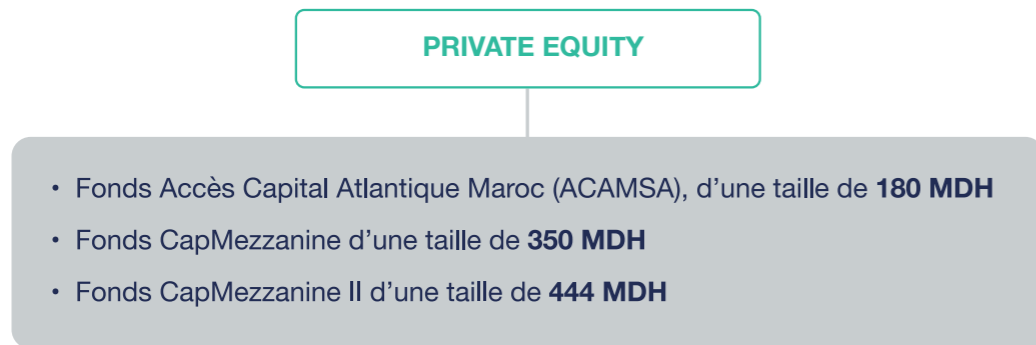 PRIVATE EQUITY
• Fonds Accès Capital Atlantique Maroc (ACAMSA), d’une taille de 180 MDH
• Fonds CapMezzanine d’une taille de 350 MDH
• Fonds CapMezzanine II d’une taille de 444 MDH